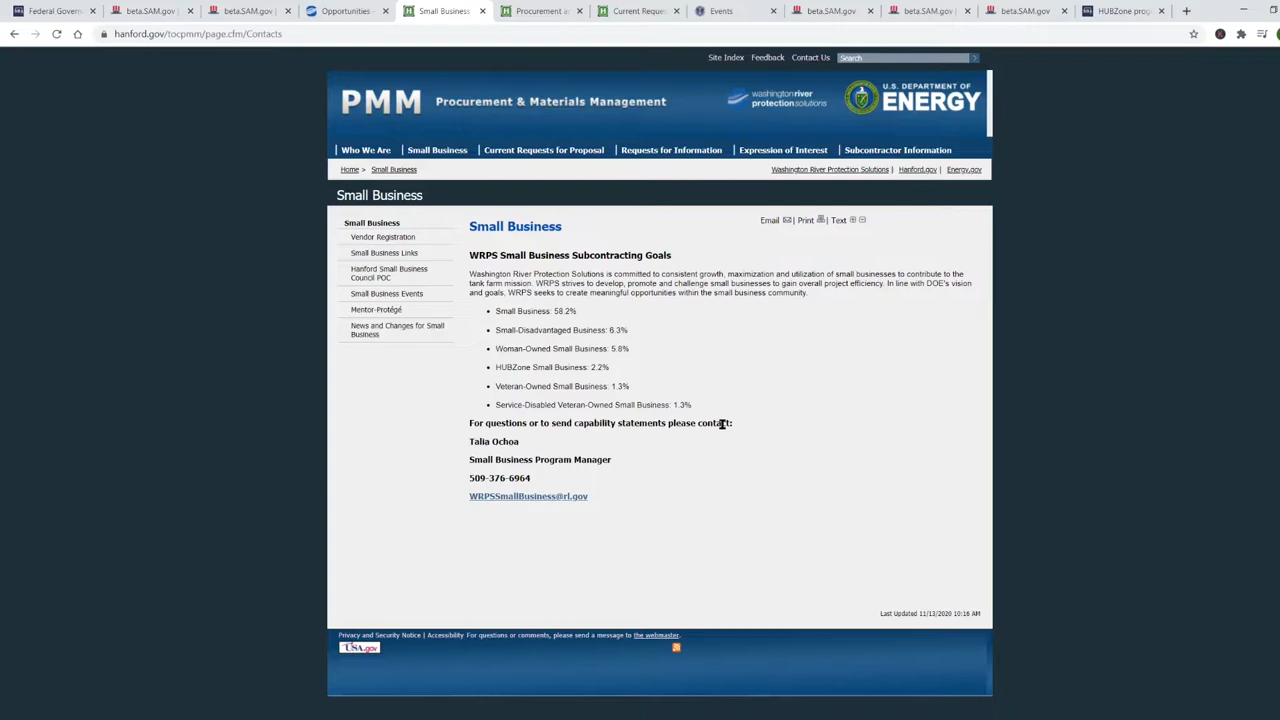 Federal Governm
beta.SAM.gov |
beta.SAM.gov |
Opportunities
Small Business
Procurement an
Current Reques
Events
beta.SAM.gov
beta.SAM.gov
beta.SAM.gov
HUBZone prog
hanford.gov/tocpmm/page.cfm/Contacts
Site Index Feedback Contact Us Search
PMM Procurement & Materials Management
washington
river
protectionsolutions
U.S. DEPARTMENT OF
ENERGY
| Who We Are | Small Business | Current Requests for Proposal | Requests for Information | Expression of Interest | Subcontractor Information
Home > Small Business
Washington River Protection Solutions | Hanford.gov | Energy.gov
Small Business
Small Business
Vendor Registration
Small Business Links
Hanford Small Business
Council POC
Small Business Events
Mentor-Protégé
News and Changes for Small
Business
Email | Print | Text
Small Business
WRPS Small Business Subcontracting Goals
Washington River Protection Solutions is committed to consistent growth, maximization and utilization of small businesses to contribute to the
tank farm mission. WRPS strives to develop, promote and challenge small businesses to gain overall project efficiency. In line with DOE's vision
and goals, WRPS seeks to create meaningful opportunities within the small business community.
• Small Business: 58.2%
• Small-Disadvantaged Business: 6.3%
• Woman-Owned Small Business: 5.8%
• HUBZone Small Business: 2.2%
• Veteran-Owned Small Business: 1.3%
• Service-Disabled Veteran-Owned Small Business: 1.3%
For questions or to send capability statements please contact:
Talia Ochoa
Small Business Program Manager
509-376-6964
WRPSSmallBusiness@rl.gov
Last Updated 11/13/2020 10:16 AM
Privacy and Security Notice | Accessibility For questions or comments, please send a message to the webmaster.
USA.gov